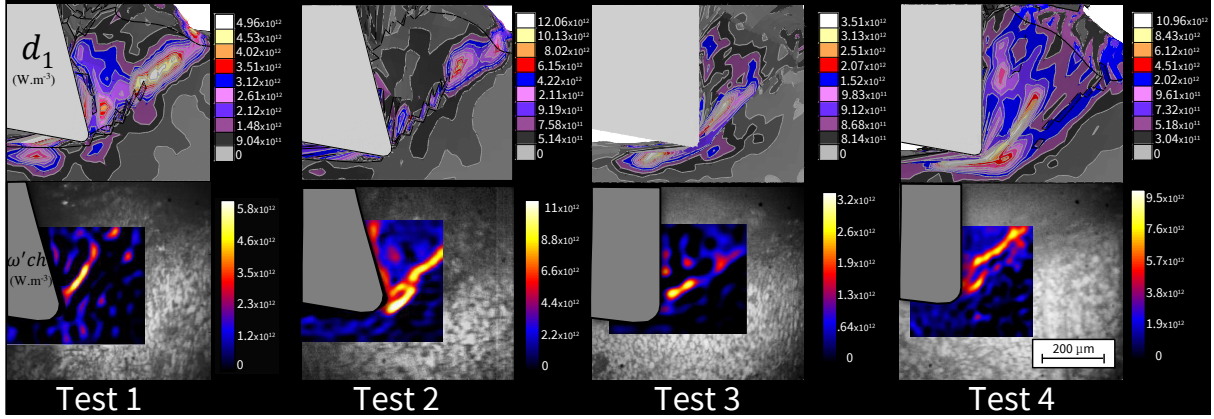 d₁
(W.m⁻³)
4.96x10¹²
4.53x10¹²
4.02x10¹²
3.51x10¹²
3.12x10¹²
2.61x10¹²
2.12x10¹²
1.48x10¹²
9.04x10¹¹
0
12.06x10¹²
10.13x10¹²
8.02x10¹²
6.15x10¹²
4.22x10¹²
2.11x10¹²
9.19x10¹¹
7.58x10¹¹
5.14x10¹¹
0
3.51x10¹²
3.13x10¹²
2.51x10¹²
2.07x10¹²
1.52x10¹²
9.83x10¹¹
9.12x10¹¹
8.68x10¹¹
8.14x10¹¹
0
10.96x10¹²
8.43x10¹²
6.12x10¹²
4.51x10¹²
2.02x10¹²
9.61x10¹¹
7.32x10¹¹
5.18x10¹¹
3.04x10¹¹
0
ω'ch
(W.m⁻³)
5.8x10¹²
4.6x10¹²
3.5x10¹²
2.3x10¹²
1.2x10¹²
0
11x10¹²
8.8x10¹²
6.6x10¹²
4.4x10¹²
2.2x10¹²
0
3.2x10¹²
2.6x10¹²
1.9x10¹²
1.3x10¹²
64x10¹²
0
9.5x10¹²
7.7x10¹²
5.7x10¹²
3.8x10¹²
1.9x10¹²
0
200 μm
Test 1
Test 2
Test 3
Test 4